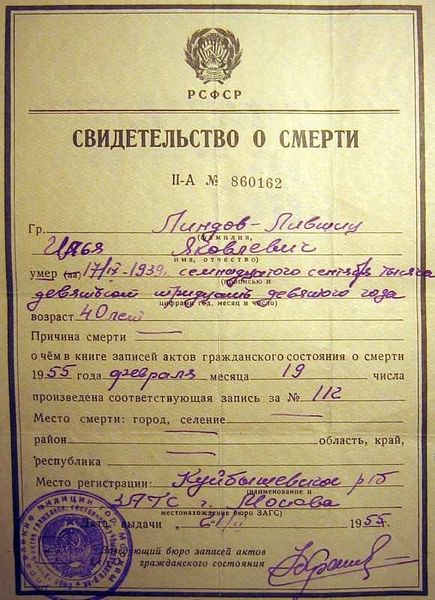 РСФСР
СВИДЕТЕЛЬСТВО О СМЕРТИ
II-А № 860162
Гр. Линдов-Лившиц
(фамилия,
Илья Яковлевич
имя, отчество)
умер (ла) 17/IX-1939. семнадцатого сентября тысяча
(прописью и
девятьсот тридцать девятого года
цифрами год, месяц и число)
возраст 40 лет
Причина смерти
о чём в книге записей актов гражданского состояния о смерти
1955 года февраля месяца 19 числа
произведена соответствующая запись за № 112
Место смерти: город, селение
район область, край,
республика
Место регистрации: Куйбышевское р/б
(наименование и
ЗАГС г. Москва
местонахождение бюро ЗАГС)
Дата выдачи 1955 г.
Заведующий бюро записей актов
гражданского состояния